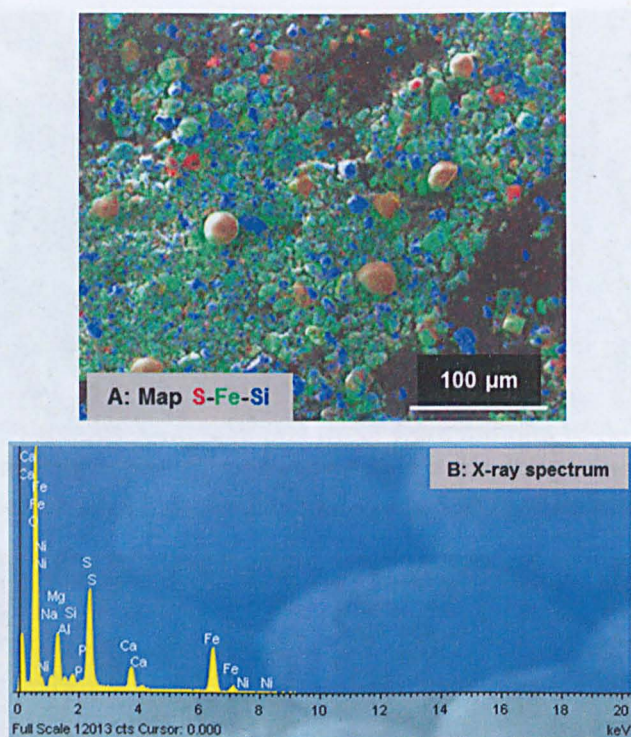 A: Map S-Fe-Si
100 µm
B: X-ray spectrum
Ca
Ca
Fe
Fe
O
Ni
Ni
Ni
Na
Mg
Al
Si
P
P
S
S
Ca
Ca
Fe
Fe
Ni
Ni
0 2 4 6 8 10 12 14 16 18 20
Full Scale 12013 cts Cursor: 0.000 keV